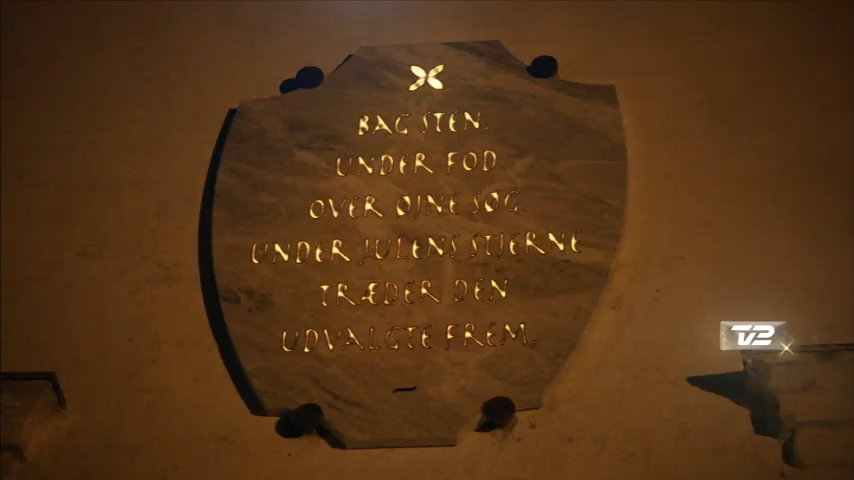 BAG STEN.
UNDER FOD.
OVER ØJNE SØG.
UNDER JULENS STJERNE
TRÆDER DEN
UDVALGTE FREM.
TV2